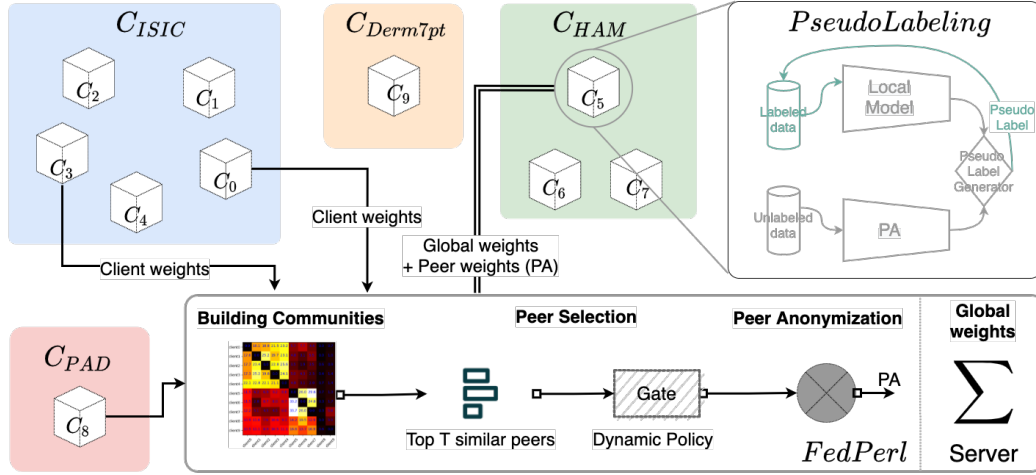 C_ISIC
C_2
C_1
C_3
C_0
C_4
C_Derm7pt
C_9
C_HAM
C_5
C_6
C_7
PseudoLabeling
Labeled
data
Local
Model
Pseudo
Label
Pseudo
Label
Generator
Unlabeled
data
PA
Client weights
Client weights
Global weights
+ Peer weights (PA)
C_PAD
C_8
Building Communities
Peer Selection
Peer Anonymization
Global
weights
Top T similar peers
Gate
Dynamic Policy
PA
∑
FedPerl
Server